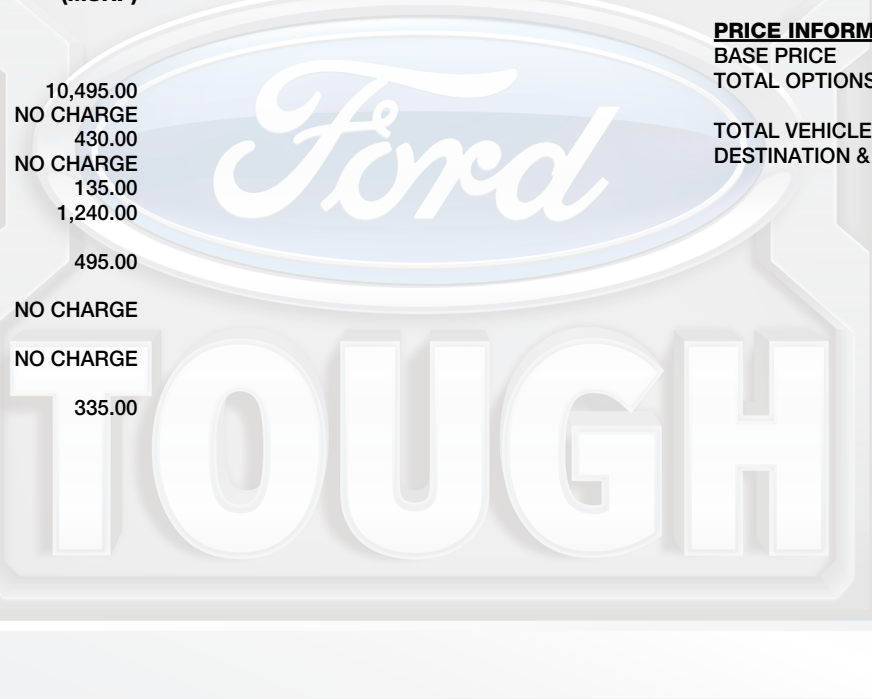 10,495.00
NO CHARGE
430.00
NO CHARGE
135.00
1,240.00
495.00
NO CHARGE
NO CHARGE
335.00
PRICE INFORM
BASE PRICE
TOTAL OPTIONS
TOTAL VEHICLE
DESTINATION &
Ford
TOUGH